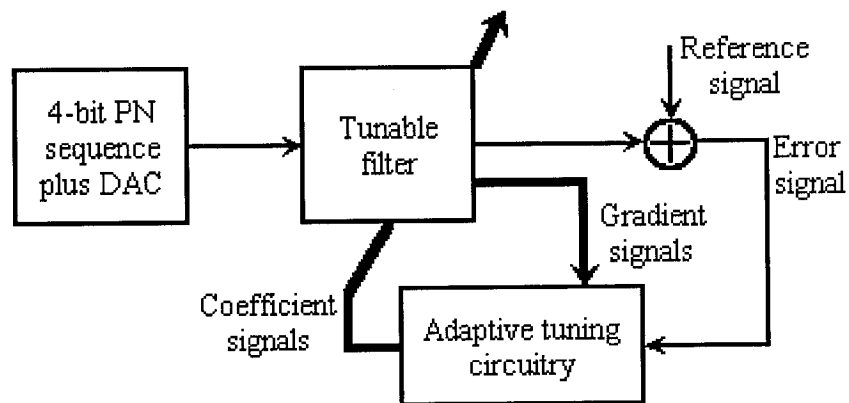 Reference
signal
4-bit PN
sequence
plus DAC
Tunable
filter
Error
signal
Gradient
signals
Coefficient
signals
Adaptive tuning
circuitry